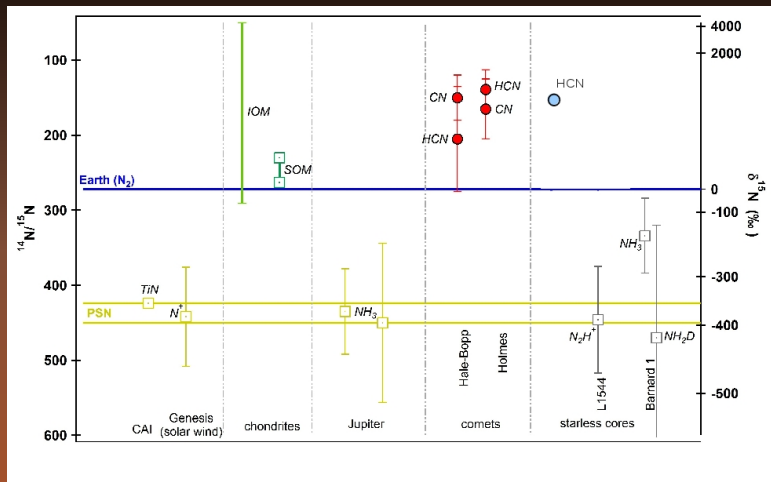 100
200
300
400
500
600
¹⁴N/¹⁵N
4000
2000
0
-100
-300
-400
-500
δ¹⁵N (‰)
IOM
SOM
Earth (N₂)
CN
HCN
HCN
CN
HCN
TiN
N⁺
PSN
NH₃
NH₃
N₂H⁺
NH₂D
Hale-Bopp
Holmes
L1544
Barnard 1
CAI
Genesis
(solar wind)
chondrites
Jupiter
comets
starless cores